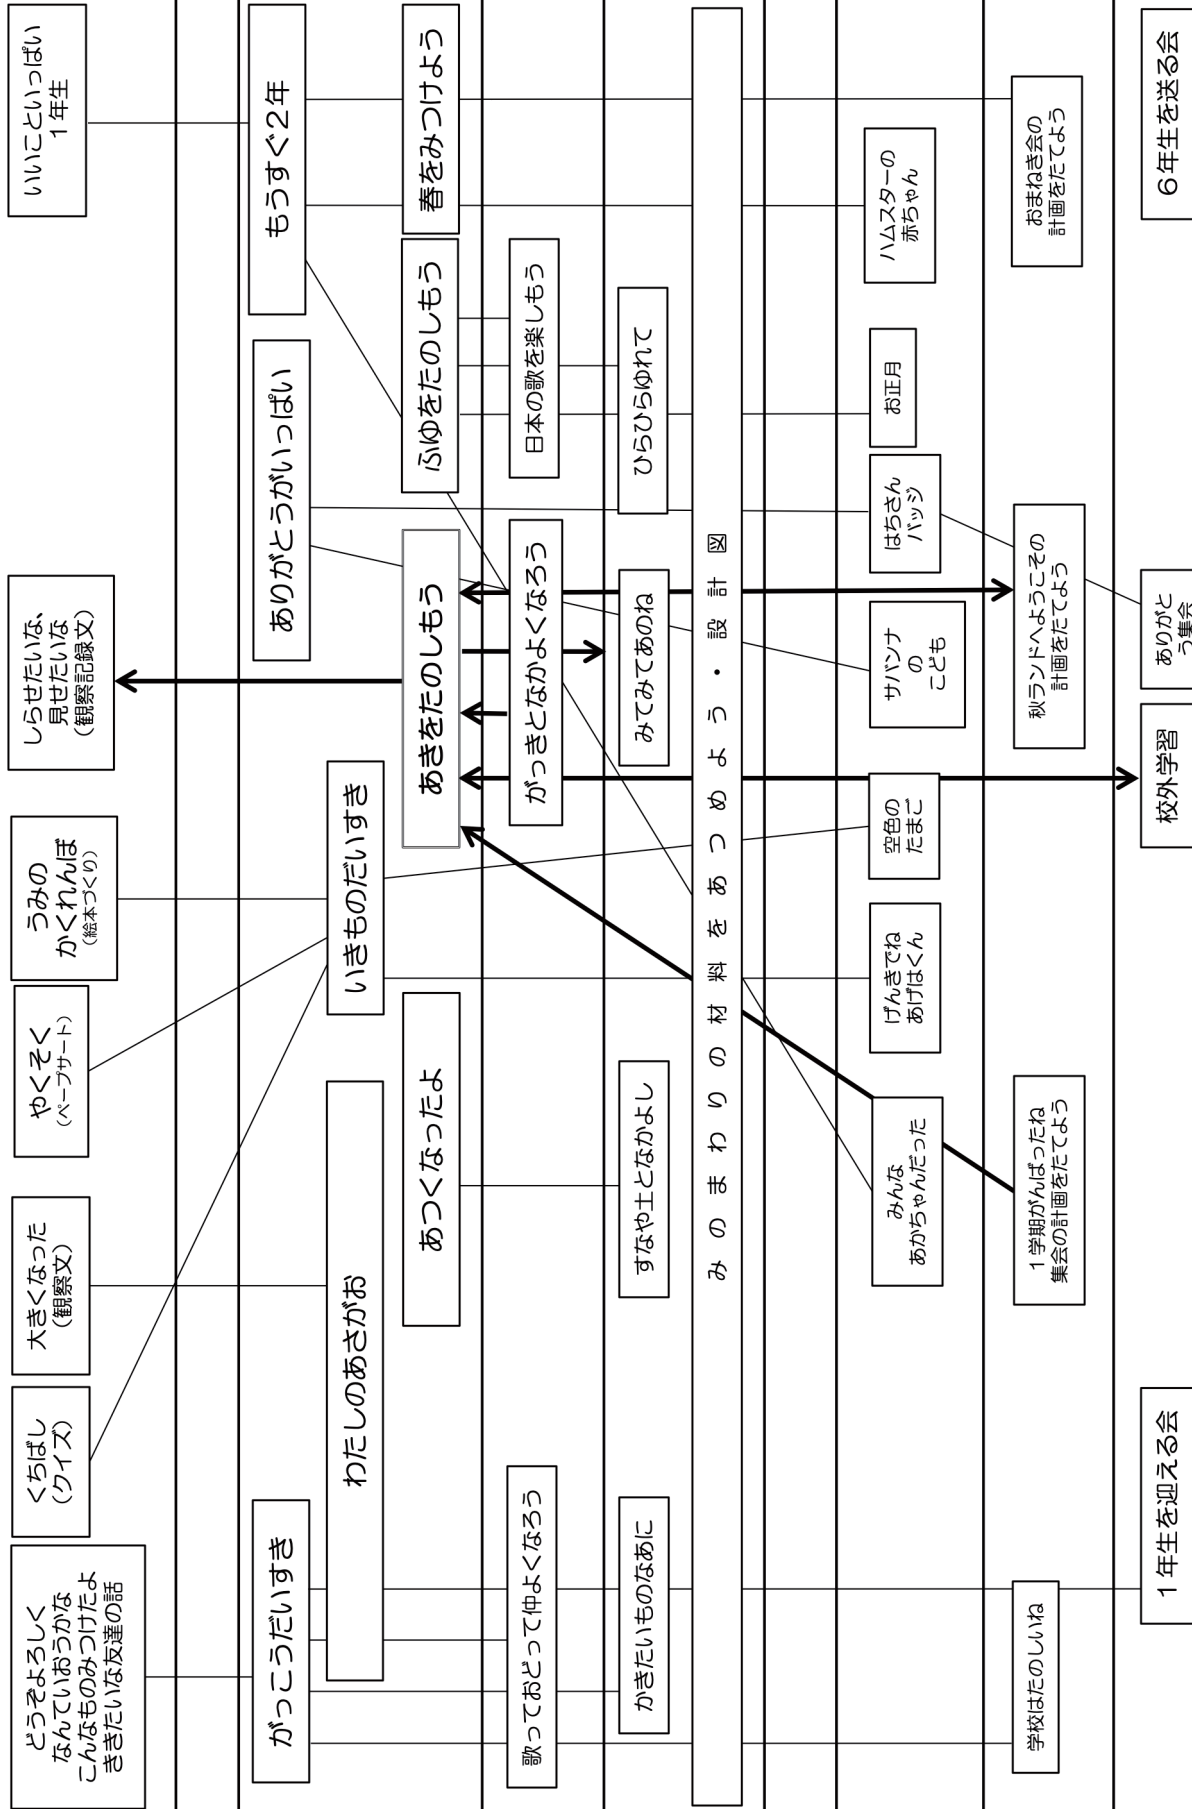 どうぞよろしく
なんていおうかな
こんなものみつけたよ
ききたいな友達の話
くちばし
（クイズ）
大きくなった
（観察文）
やくそく
（ペープサート）
うみの
かくれんぼ
（絵本づくり）
しらせたいな、
見せたいな
（観察記録文）
いいこといっぱい
１年生
がっこうだいすき
ありがとうがいっぱい
もうすぐ２年
わたしのあさがお
いきものだいすき
あつくなったよ
あきをたのしもう
ふゆをたのしもう
春をみつけよう
歌っておどって仲よくなろう
がっきとなかよくなろう
日本の歌を楽しもう
かきたいものなあに
すなや土となかよし
みてみてあのね
ひらひらゆれて
みのまわりの材料をあつめよう・設計図
みんな
あかちゃんだった
げんきでね
あげはくん
空色の
たまご
サバンナ
の
こども
はちさん
バッジ
お正月
ハムスターの
赤ちゃん
学校はたのしいね
１学期がんばったね
集会の計画をたてよう
秋ランドへようこその
計画をたてよう
おまねき会の
計画をたてよう
１年生を迎える会
校外学習
ありがと
う集会
６年生を送る会